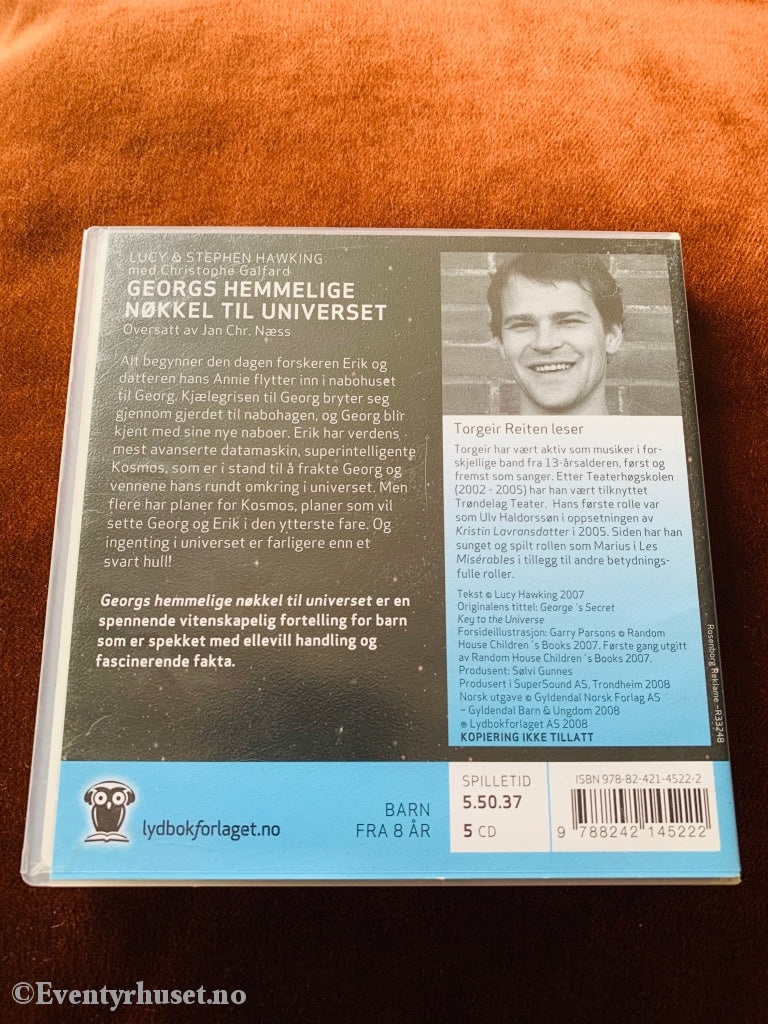 LUCY & STEPHEN HAWKING
med Christophe Galfard
GEORGS HEMMELIGE
NØKKEL TIL UNIVERSET
Oversatt av Jan Chr. Næss
Alt begynner den dagen forskeren Erik og
datteren hans Annie flytter inn i nabohuset
til Georg. Kjælegrisen til Georg bryter seg
gjennom gjerdet til nabohagen, og Georg blir
kjent med sine nye naboer. Erik har verdens
mest avanserte datamaskin, superintelligente
Kosmos, som er i stand til å frakte Georg og
vennene hans rundt omkring i universet. Men
flere har planer for Kosmos, planer som vil
sette Georg og Erik i den ytterste fare. Og
ingenting i universet er farligere enn et
svart hull!
Georgs hemmelige nøkkel til universet er en
spennende vitenskapelig fortelling for barn
som er spekket med ellevill handling og
fascinerende fakta.
Torgeir Reiten leser
Torgeir har vært aktiv som musiker i for-
skjellige band fra 13-årsalderen, først og
fremst som sanger. Etter Teaterhøgskolen
(2002 - 2005) har han vært tilknyttet
Trøndelag Teater. Hans første rolle var
som Ulv Haldorssøn i oppsetningen av
Kristin Lavransdatter i 2005. Siden har han
sunget og spilt rollen som Marius i Les
Misérables i tillegg til andre betydnings-
fulle roller.
Tekst © Lucy Hawking 2007
Originalens tittel: George´s Secret
Key to the Universe
Forsideillustrasjon: Garry Parsons © Random
House Children´s Books 2007. Første gang utgitt
av Random House Children´s Books 2007.
Produsent: Sølvi Gunnes
Produsert i SuperSound AS, Trondheim 2008
Norsk utgave © Gyldendal Norsk Forlag AS
– Gyldendal Barn & Ungdom 2008
℗ Lydbokforlaget AS 2008
KOPIERING IKKE TILLATT
Rosenborg Reklame – R33248
lydbokforlaget.no
BARN
FRA 8 ÅR
SPILLETID
5.50.37
5 CD
ISBN 978-82-421-4522-2
9 788242 145222
©Eventyrhuset.no